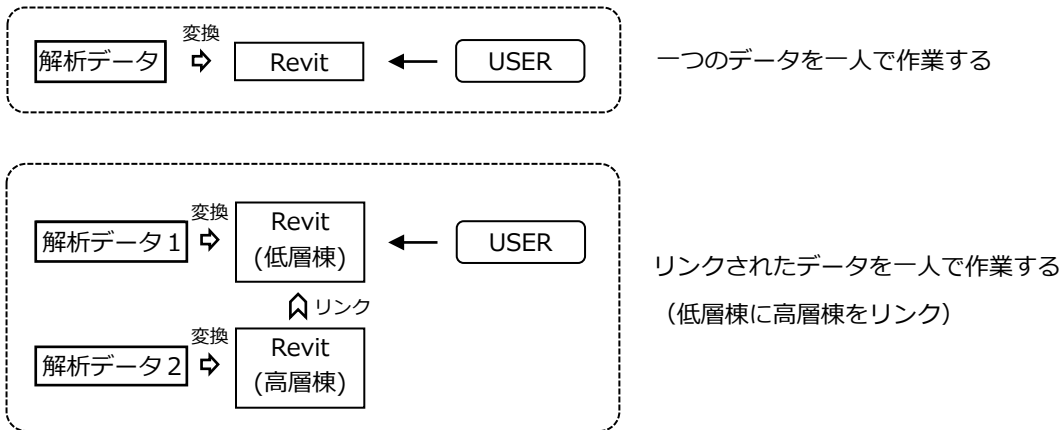 変換
解析データ
Revit
USER
一つのデータを一人で作業する
変換
解析データ1
Revit
(低層棟)
USER
リンク
リンクされたデータを一人で作業する
（低層棟に高層棟をリンク）
変換
解析データ2
Revit
(高層棟)